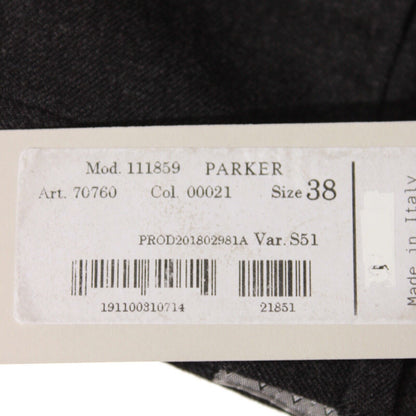 Mod. 111859 PARKER
Art. 70760 Col. 00021 Size 38
PROD201802981A Var. S51
191100310714 21851
Made in Italy